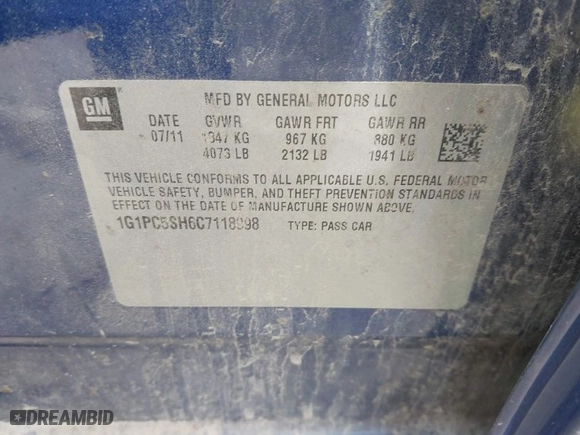 GM
MFD BY GENERAL MOTORS LLC
DATE GVWR GAWR FRT GAWR RR
07/11 1847 KG 967 KG 880 KG
4073 LB 2132 LB 1941 LB
THIS VEHICLE CONFORMS TO ALL APPLICABLE U.S. FEDERAL MOTOR
VEHICLE SAFETY, BUMPER, AND THEFT PREVENTION STANDARDS IN
EFFECT ON THE DATE OF MANUFACTURE SHOWN ABOVE.
1G1PC5SH6C7118998 TYPE: PASS CAR
DREAMBID